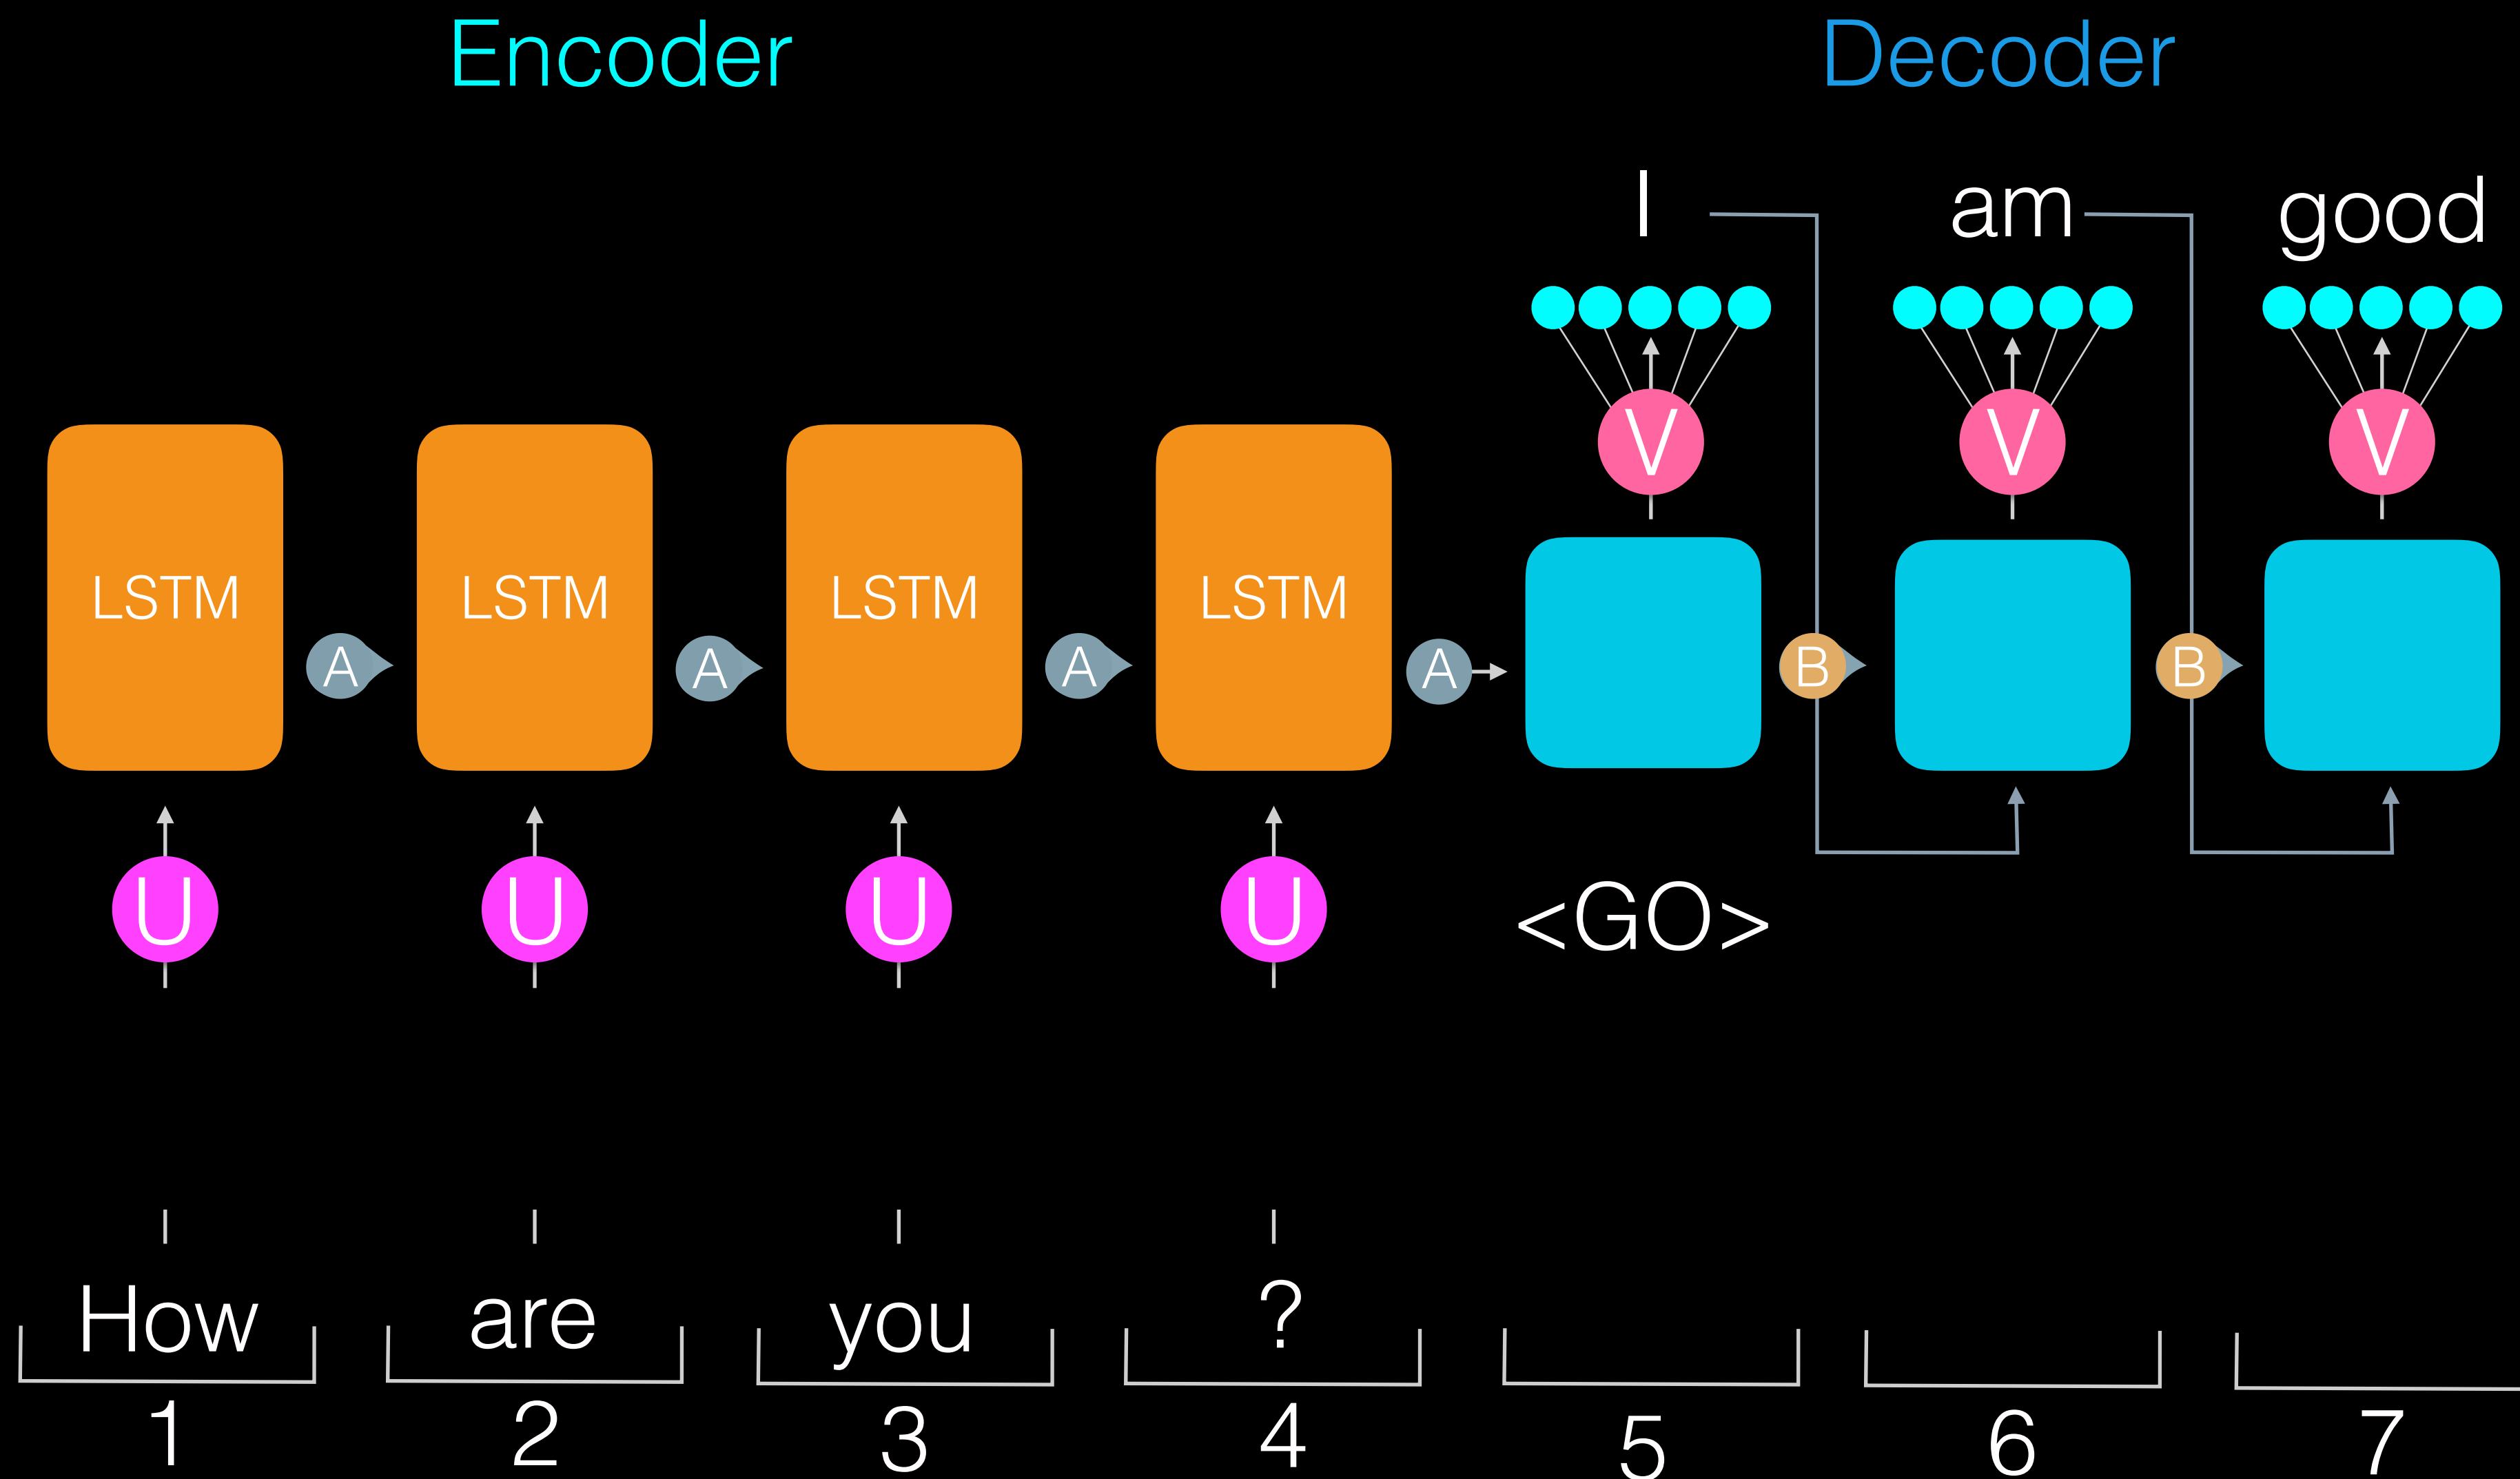 Encoder Decoder
I am good
V V V
LSTM LSTM LSTM LSTM
A A A A B B
U U U U <GO>
How are you ?
1 2 3 4 5 6 7